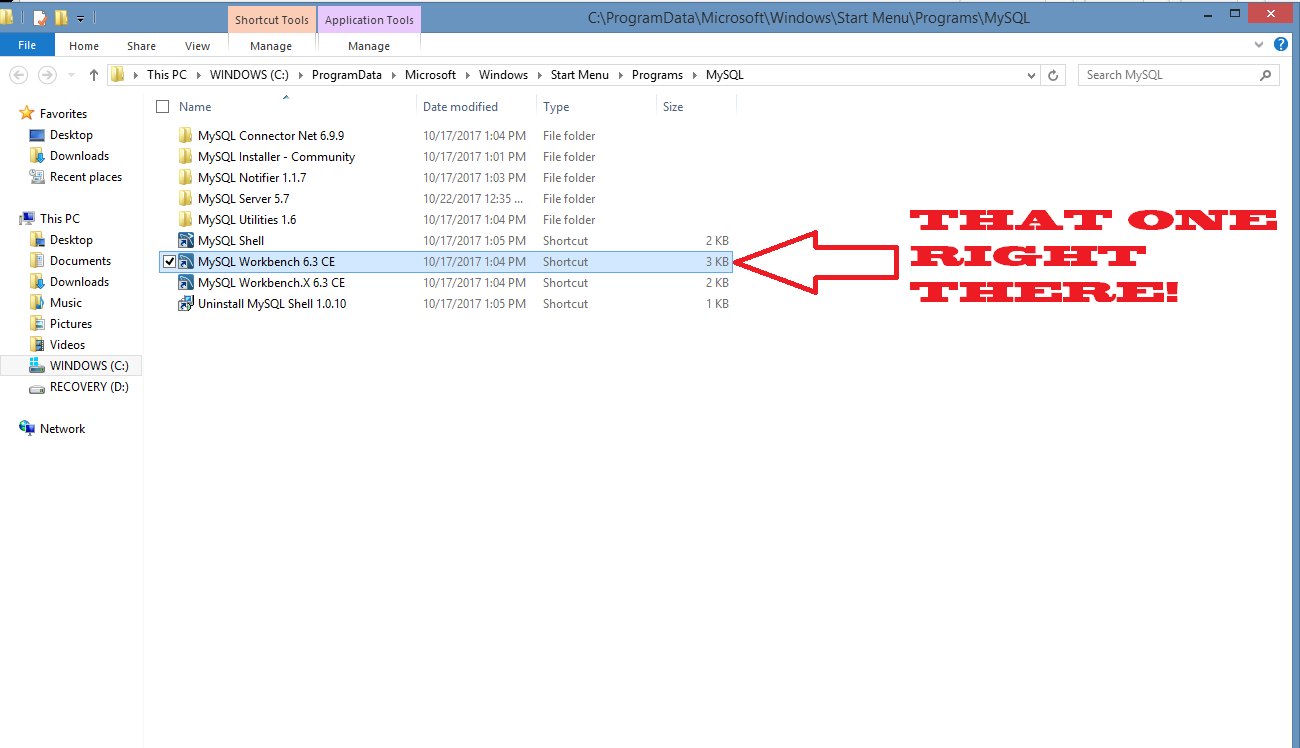 Shortcut Tools Application Tools C:\ProgramData\Microsoft\Windows\Start Menu\Programs\MySQL
File Home Share View Manage Manage
This PC WINDOWS (C:) ProgramData Microsoft Windows Start Menu Programs MySQL Search MySQL
Name Date modified Type Size
Favorites
Desktop
Downloads
Recent places
This PC
Desktop
Documents
Downloads
Music
Pictures
Videos
WINDOWS (C:)
RECOVERY (D:)
Network
MySQL Connector Net 6.9.9 10/17/2017 1:04 PM File folder
MySQL Installer - Community 10/17/2017 1:01 PM File folder
MySQL Notifier 1.1.7 10/17/2017 1:03 PM File folder
MySQL Server 5.7 10/22/2017 12:35 ... File folder
MySQL Utilities 1.6 10/17/2017 1:04 PM File folder
MySQL Shell 10/17/2017 1:05 PM Shortcut 2 KB
MySQL Workbench 6.3 CE 10/17/2017 1:04 PM Shortcut 3 KB
MySQL Workbench.X 6.3 CE 10/17/2017 1:04 PM Shortcut 2 KB
Uninstall MySQL Shell 1.0.10 10/17/2017 1:05 PM Shortcut 1 KB
THAT ONE
RIGHT
THERE!